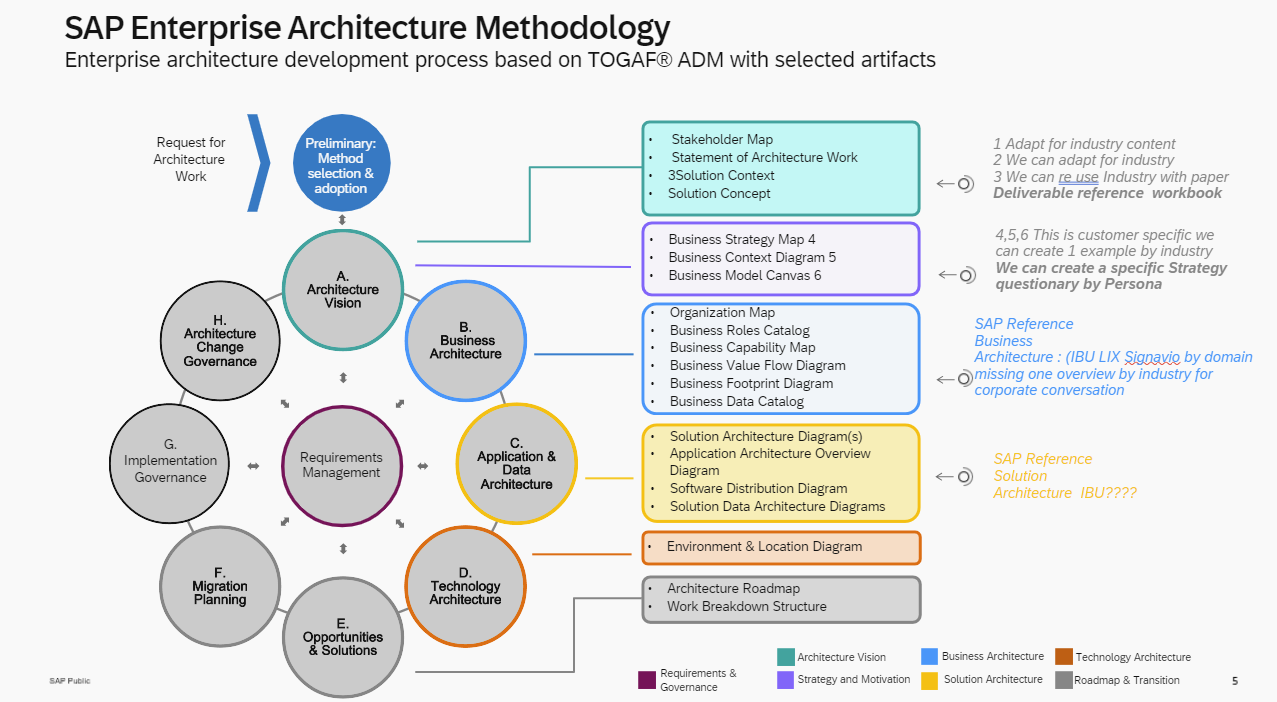 SAP Enterprise Architecture Methodology
Enterprise architecture development process based on TOGAF® ADM with selected artifacts
Request for
Architecture
Work
Preliminary:
Method
selection &
adoption
A.
Architecture
Vision
B.
Business
Architecture
C.
Application &
Data
Architecture
D.
Technology
Architecture
E.
Opportunities
& Solutions
F.
Migration
Planning
G.
Implementation
Governance
H.
Architecture
Change
Governance
Requirements
Management
• Stakeholder Map
• Statement of Architecture Work
• 3Solution Context
• Solution Concept
• Business Strategy Map 4
• Business Context Diagram 5
• Business Model Canvas 6
• Organization Map
• Business Roles Catalog
• Business Capability Map
• Business Value Flow Diagram
• Business Footprint Diagram
• Business Data Catalog
• Solution Architecture Diagram(s)
• Application Architecture Overview
Diagram
• Software Distribution Diagram
• Solution Data Architecture Diagrams
• Environment & Location Diagram
• Architecture Roadmap
• Work Breakdown Structure
1 Adapt for industry content
2 We can adapt for industry
3 We can re use Industry with paper
Deliverable reference workbook
4,5,6 This is customer specific we
can create 1 example by industry
We can create a specific Strategy
questionary by Persona
SAP Reference
Business
Architecture : (IBU LIX Signavio by domain
missing one overview by industry for
corporate conversation
SAP Reference
Solution
Architecture IBU????
Requirements &
Governance
Architecture Vision
Strategy and Motivation
Business Architecture
Solution Architecture
Technology Architecture
Roadmap & Transition
SAP Public
5